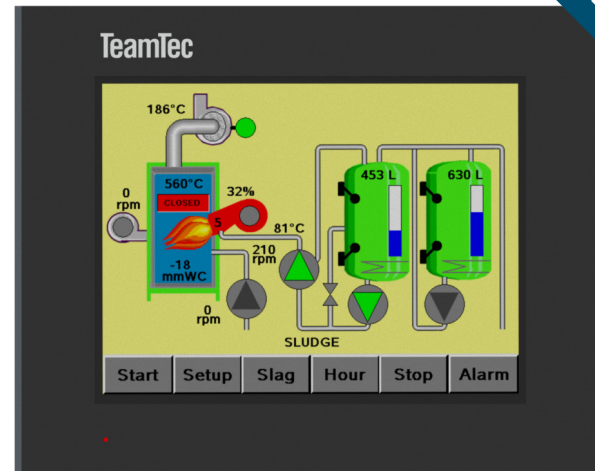 TeamTec
186°C
560°C
CLOSED
32%
0
rpm
5
-18
mmWC
0
rpm
81°C
210
rpm
453 L
630 L
SLUDGE
Start
Setup
Slag
Hour
Stop
Alarm